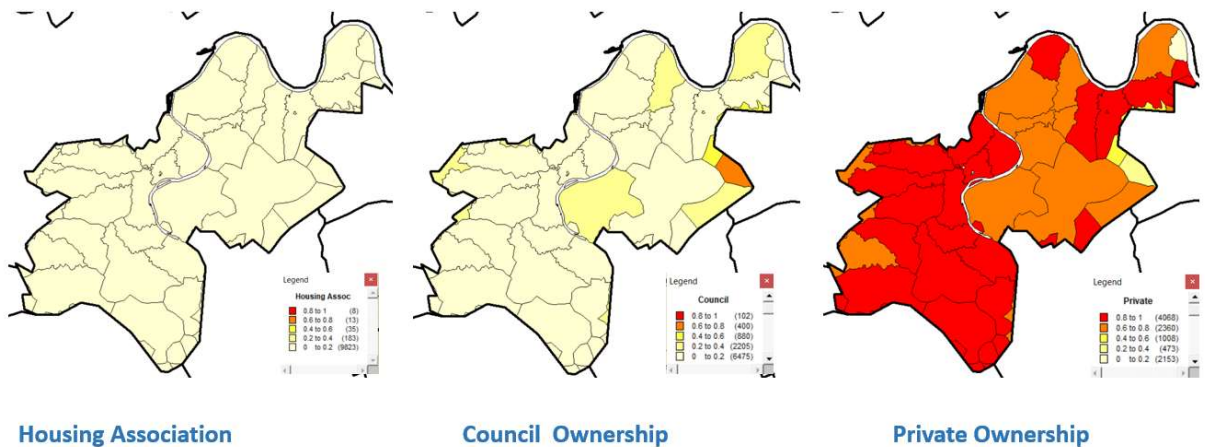 Legend
Housing Assoc
0.8 to 1 (8)
0.6 to 0.8 (13)
0.4 to 0.6 (35)
0.2 to 0.4 (183)
0 to 0.2 (9823)
Legend
Council
0.8 to 1 (102)
0.6 to 0.8 (400)
0.4 to 0.6 (880)
0.2 to 0.4 (2205)
0 to 0.2 (6475)
Legend
Private
0.8 to 1 (4068)
0.6 to 0.8 (2360)
0.4 to 0.6 (1008)
0.2 to 0.4 (473)
0 to 0.2 (2153)
Housing Association
Council Ownership
Private Ownership